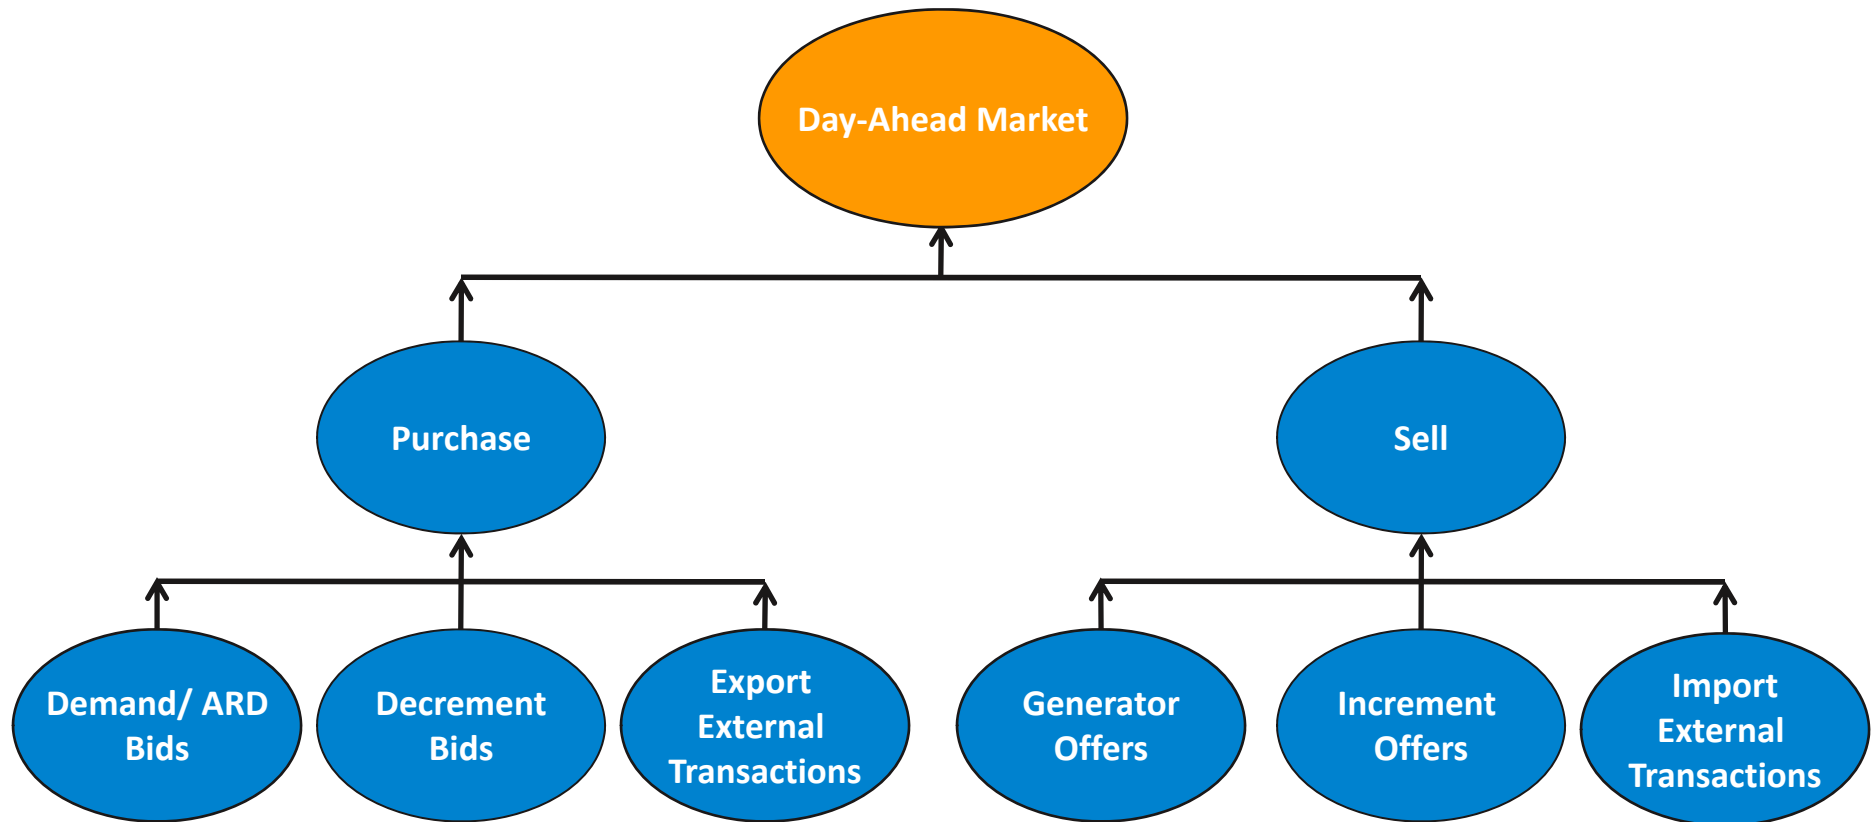 Day-Ahead Market
Purchase
Sell
Demand/ ARD
Bids
Decrement
Bids
Export
External
Transactions
Generator
Offers
Increment
Offers
Import
External
Transactions